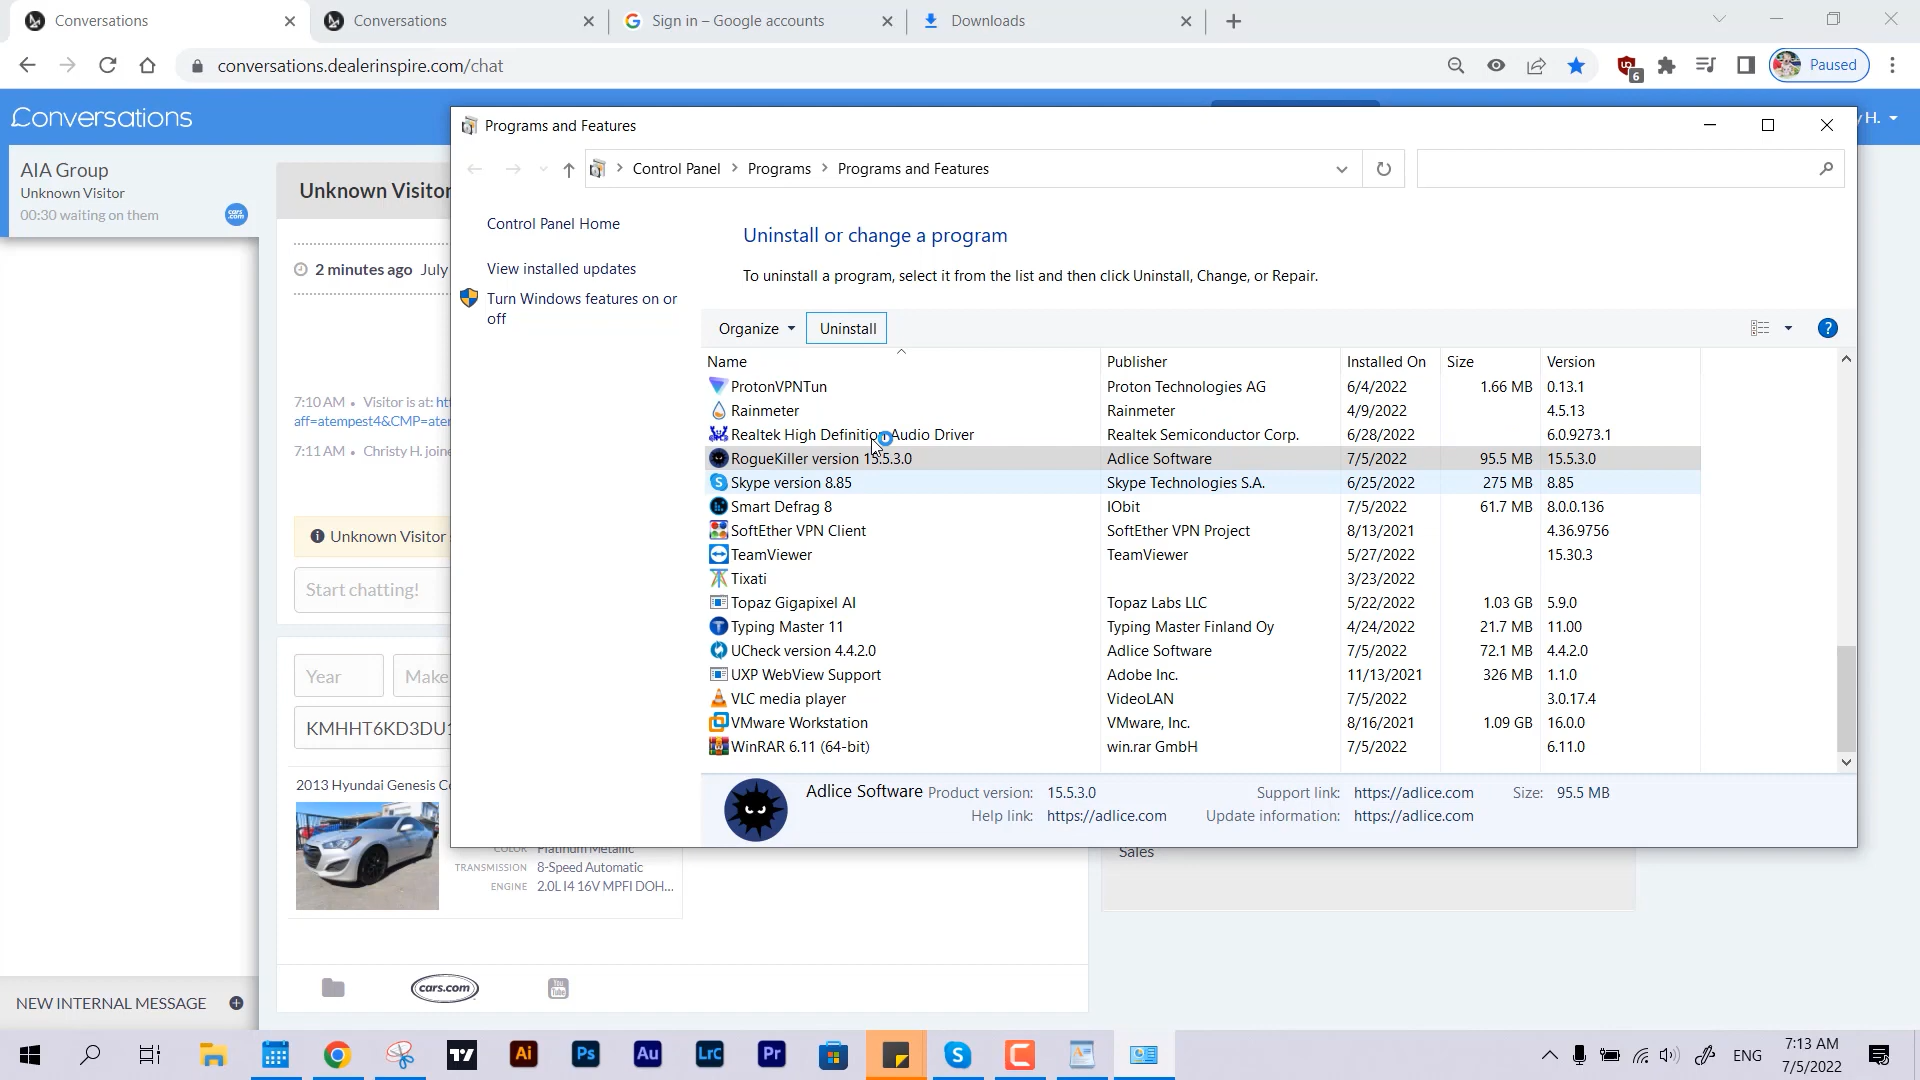 Conversations
Conversations
Sign in – Google accounts
Downloads
conversations.dealerinspire.com/chat
6
Paused
Conversations
y H.
AIA Group
Unknown Visitor
00:30 waiting on them
cars.com
Unknown Visitor
2 minutes ago July
7:10 AM • Visitor is at: ht
aff=atempest4&CMP=ater
7:11 AM • Christy H. joine
Unknown Visitor
Start chatting!
Year
Make
KMHHT6KD3DU1
2013 Hyundai Genesis Co
COLOR Platinum Metallic
TRANSMISSION 8-Speed Automatic
ENGINE 2.0L I4 16V MPFI DOH...
Sales
cars.com
You Tube
NEW INTERNAL MESSAGE
Programs and Features
Control Panel > Programs > Programs and Features
Control Panel Home
View installed updates
Turn Windows features on or
off
Uninstall or change a program
To uninstall a program, select it from the list and then click Uninstall, Change, or Repair.
Organize
Uninstall
?
Name Publisher Installed On Size Version
ProtonVPNTun Proton Technologies AG 6/4/2022 1.66 MB 0.13.1
Rainmeter Rainmeter 4/9/2022 4.5.13
Realtek High Definition Audio Driver Realtek Semiconductor Corp. 6/28/2022 6.0.9273.1
RogueKiller version 15.5.3.0 Adlice Software 7/5/2022 95.5 MB 15.5.3.0
Skype version 8.85 Skype Technologies S.A. 6/25/2022 275 MB 8.85
Smart Defrag 8 IObit 7/5/2022 61.7 MB 8.0.0.136
SoftEther VPN Client SoftEther VPN Project 8/13/2021 4.36.9756
TeamViewer TeamViewer 5/27/2022 15.30.3
Tixati 3/23/2022
Topaz Gigapixel AI Topaz Labs LLC 5/22/2022 1.03 GB 5.9.0
Typing Master 11 Typing Master Finland Oy 4/24/2022 21.7 MB 11.00
UCheck version 4.4.2.0 Adlice Software 7/5/2022 72.1 MB 4.4.2.0
UXP WebView Support Adobe Inc. 11/13/2021 326 MB 1.1.0
VLC media player VideoLAN 7/5/2022 3.0.17.4
VMware Workstation VMware, Inc. 8/16/2021 1.09 GB 16.0.0
WinRAR 6.11 (64-bit) win.rar GmbH 7/5/2022 6.11.0
Adlice Software Product version: 15.5.3.0 Support link: https://adlice.com Size: 95.5 MB
Help link: https://adlice.com Update information: https://adlice.com
Ai
Ps
Au
LrC
Pr
ENG
7:13 AM
7/5/2022